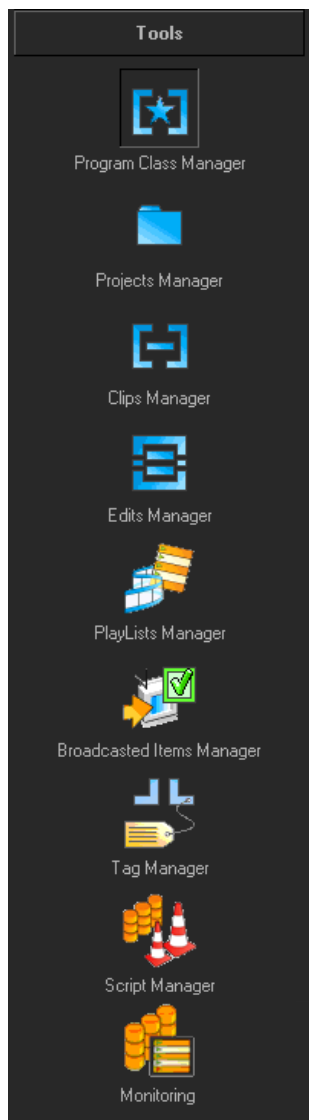 Tools
Program Class Manager
Projects Manager
Clips Manager
Edits Manager
PlayLists Manager
Broadcasted Items Manager
Tag Manager
Script Manager
Monitoring